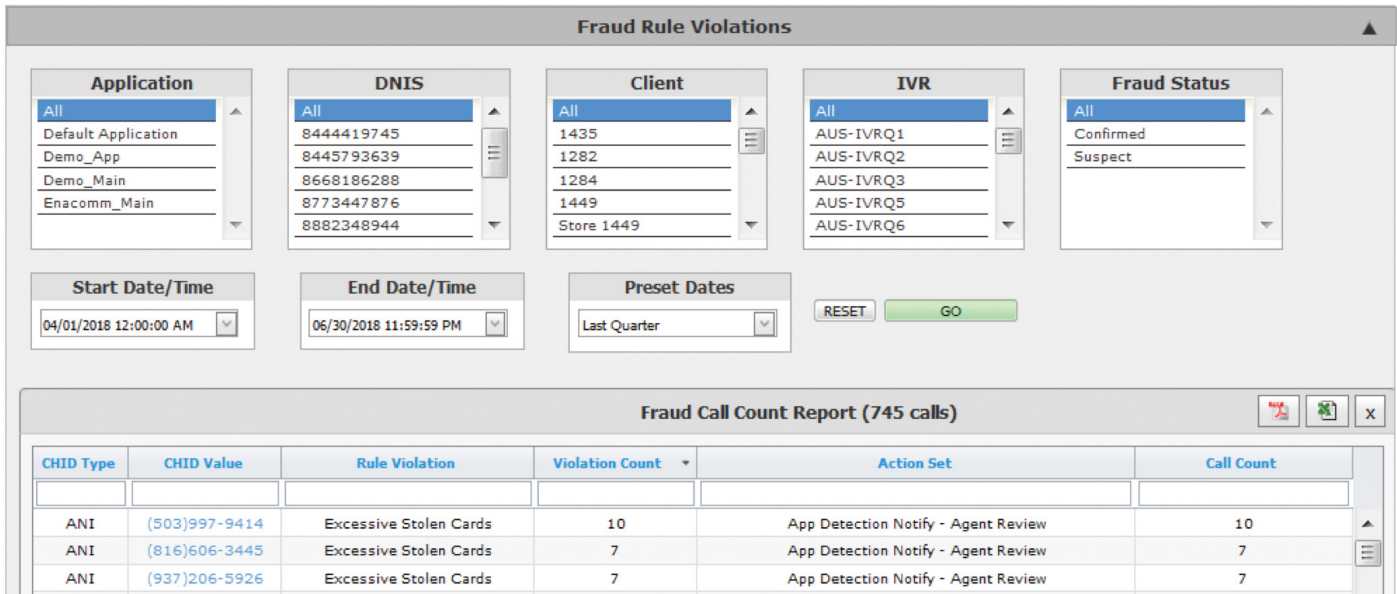 Fraud Rule Violations
Application
All
Default Application
Demo_App
Demo_Main
Enacomm_Main
DNIS
All
8444419745
8445793639
8668186288
8773447876
8882348944
Client
All
1435
1282
1284
1449
Store 1449
IVR
All
AUS-IVRQ1
AUS-IVRQ2
AUS-IVRQ3
AUS-IVRQ5
AUS-IVRQ6
Fraud Status
All
Confirmed
Suspect
Start Date/Time
04/01/2018 12:00:00 AM
End Date/Time
06/30/2018 11:59:59 PM
Preset Dates
Last Quarter
RESET
GO
Fraud Call Count Report (745 calls)
x
CHID Type CHID Value Rule Violation Violation Count Action Set Call Count
ANI (503)997-9414 Excessive Stolen Cards 10 App Detection Notify - Agent Review 10
ANI (816)606-3445 Excessive Stolen Cards 7 App Detection Notify - Agent Review 7
ANI (937)206-5926 Excessive Stolen Cards 7 App Detection Notify - Agent Review 7